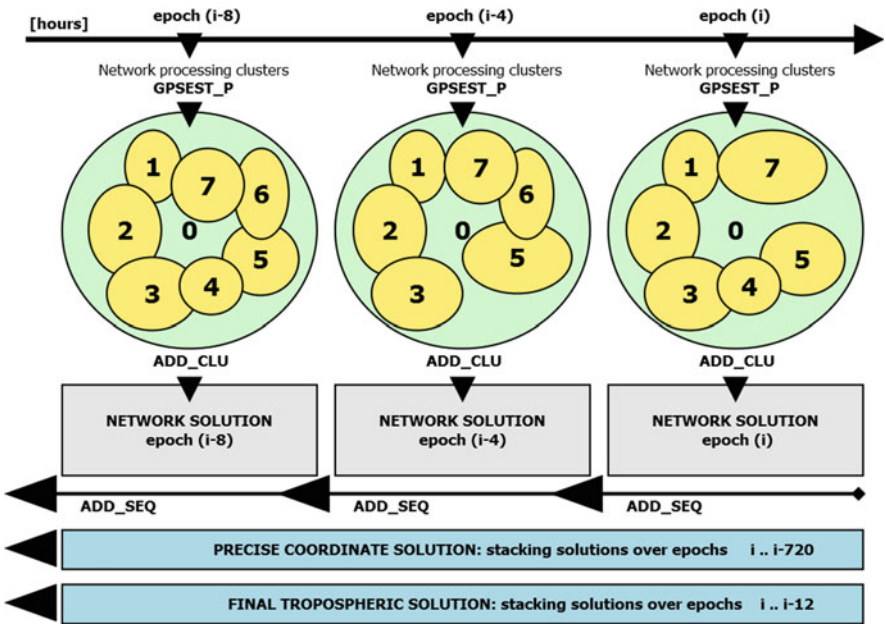 [hours]
epoch (i-8)
epoch (i-4)
epoch (i)
Network processing clusters
GPSEST_P
Network processing clusters
GPSEST_P
Network processing clusters
GPSEST_P
1
7
6
2
0
5
3
4
1
7
6
2
0
5
3
1
7
2
0
5
3
4
ADD_CLU
ADD_CLU
ADD_CLU
NETWORK SOLUTION
epoch (i-8)
NETWORK SOLUTION
epoch (i-4)
NETWORK SOLUTION
epoch (i)
ADD_SEQ
ADD_SEQ
ADD_SEQ
PRECISE COORDINATE SOLUTION: stacking solutions over epochs i .. i-720
FINAL TROPOSPHERIC SOLUTION: stacking solutions over epochs i .. i-12